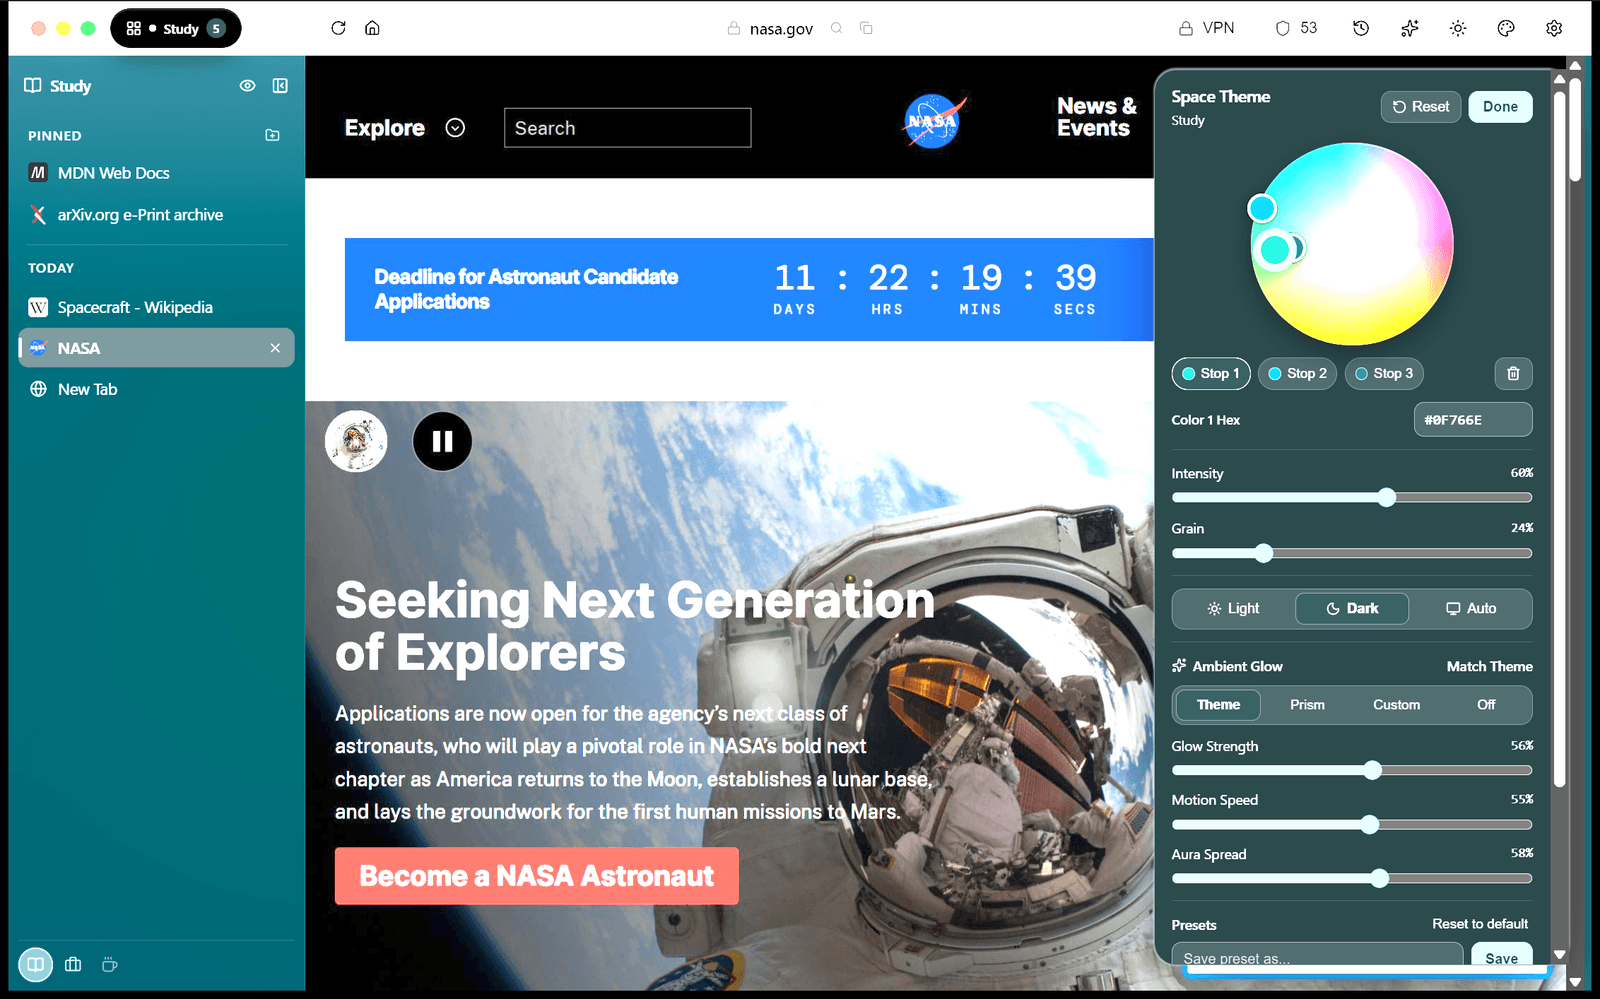 Study 5
nasa.gov
VPN
53
Study
PINNED
MDN Web Docs
arXiv.org e-Print archive
TODAY
Spacecraft - Wikipedia
NASA
New Tab
Explore
Search
NASA
News &
Events
Deadline for Astronaut Candidate
Applications
11 : 22 : 19 : 39
DAYS HRS MINS SECS
Seeking Next Generation
of Explorers
Applications are now open for the agency's next class of
astronauts, who will play a pivotal role in NASA's bold next
chapter as America returns to the Moon, establishes a lunar base,
and lays the groundwork for the first human missions to Mars.
Become a NASA Astronaut
Space Theme
Study
Reset
Done
Stop 1 Stop 2 Stop 3
Color 1 Hex #0F766E
Intensity 60%
Grain 24%
Light Dark Auto
Ambient Glow Match Theme
Theme Prism Custom Off
Glow Strength 56%
Motion Speed 55%
Aura Spread 58%
Presets Reset to default
Save preset as... Save